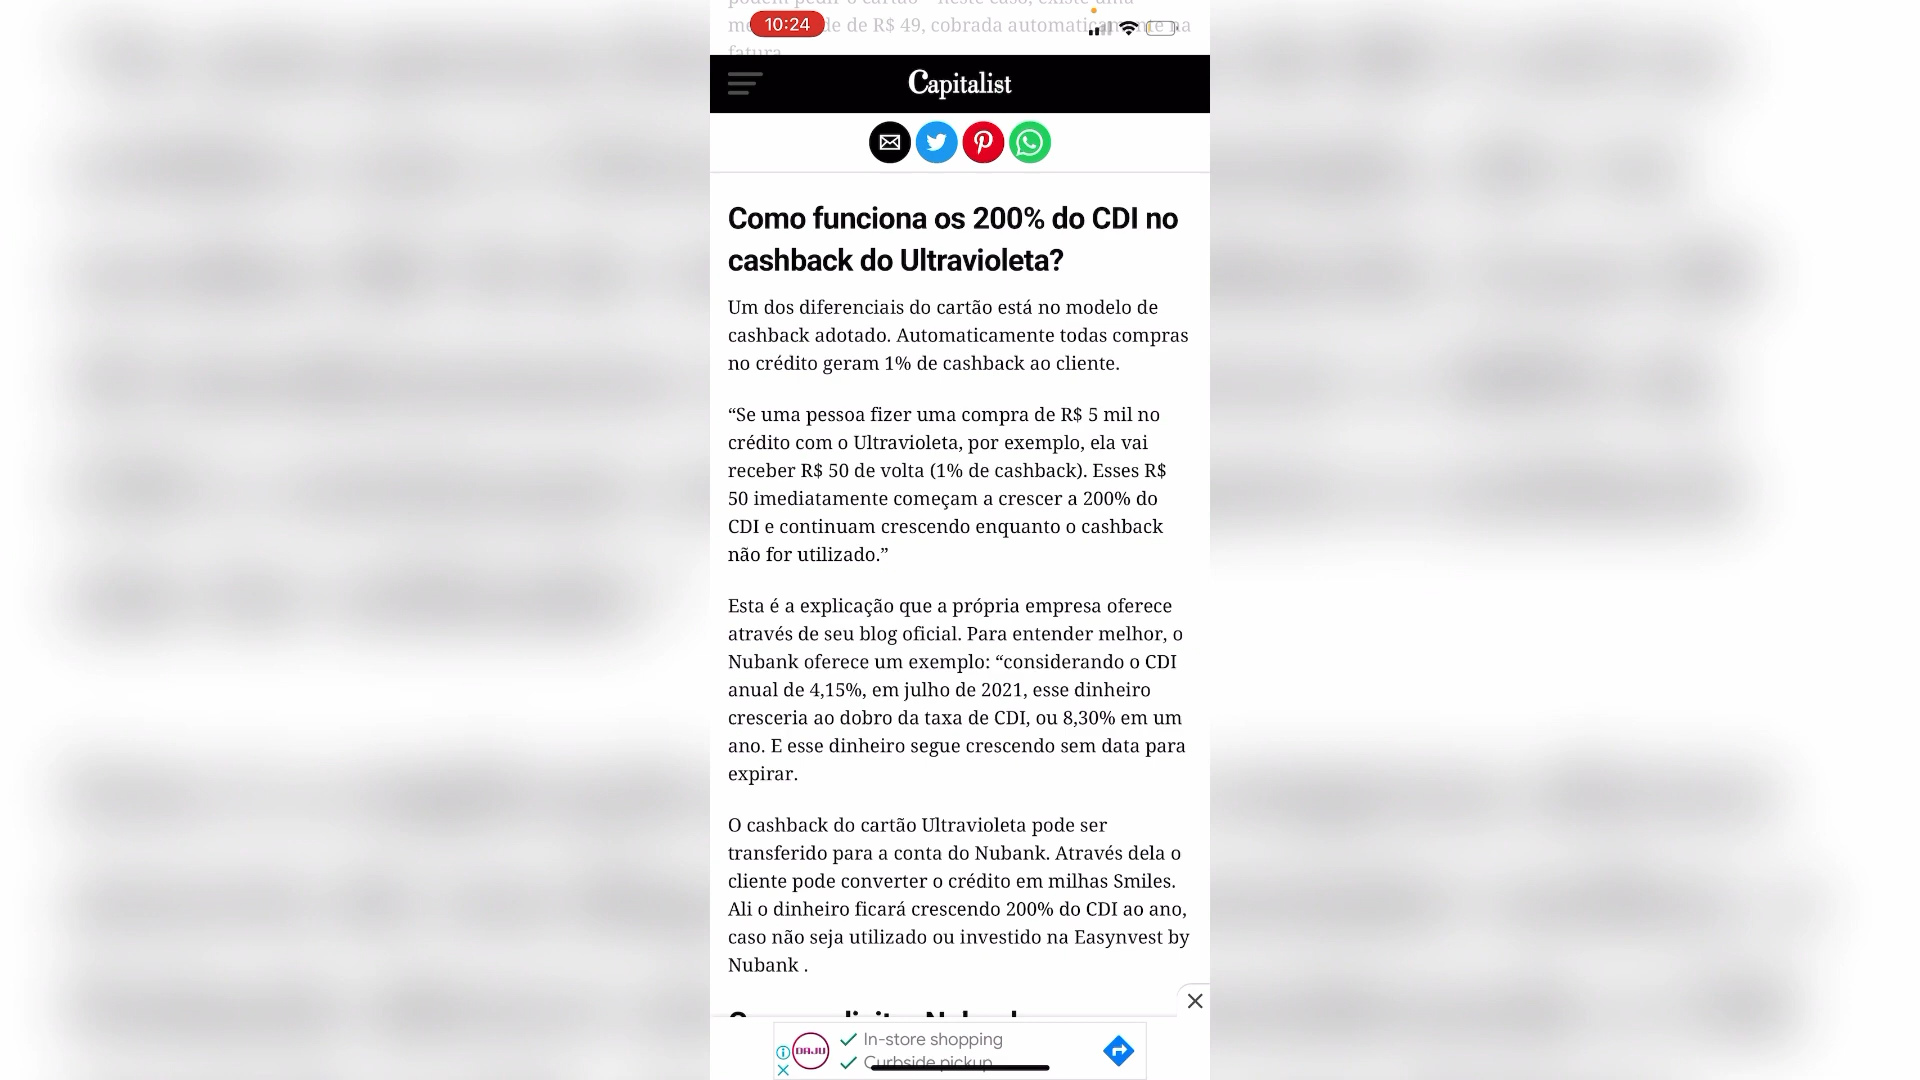 de de R$ 49, cobrada automaticamente na
fatura
10:24
Capitalist
Como funciona os 200% do CDI no
cashback do Ultravioleta?
Um dos diferenciais do cartão está no modelo de
cashback adotado. Automaticamente todas compras
no crédito geram 1% de cashback ao cliente.
“Se uma pessoa fizer uma compra de R$ 5 mil no
crédito com o Ultravioleta, por exemplo, ela vai
receber R$ 50 de volta (1% de cashback). Esses R$
50 imediatamente começam a crescer a 200% do
CDI e continuam crescendo enquanto o cashback
não for utilizado.”
Esta é a explicação que a própria empresa oferece
através de seu blog oficial. Para entender melhor, o
Nubank oferece um exemplo: “considerando o CDI
anual de 4,15%, em julho de 2021, esse dinheiro
cresceria ao dobro da taxa de CDI, ou 8,30% em um
ano. E esse dinheiro segue crescendo sem data para
expirar.
O cashback do cartão Ultravioleta pode ser
transferido para a conta do Nubank. Através dela o
cliente pode converter o crédito em milhas Smiles.
Ali o dinheiro ficará crescendo 200% do CDI ao ano,
caso não seja utilizado ou investido na Easynvest by
Nubank .
DAJU
In-store shopping
Curbside pickup